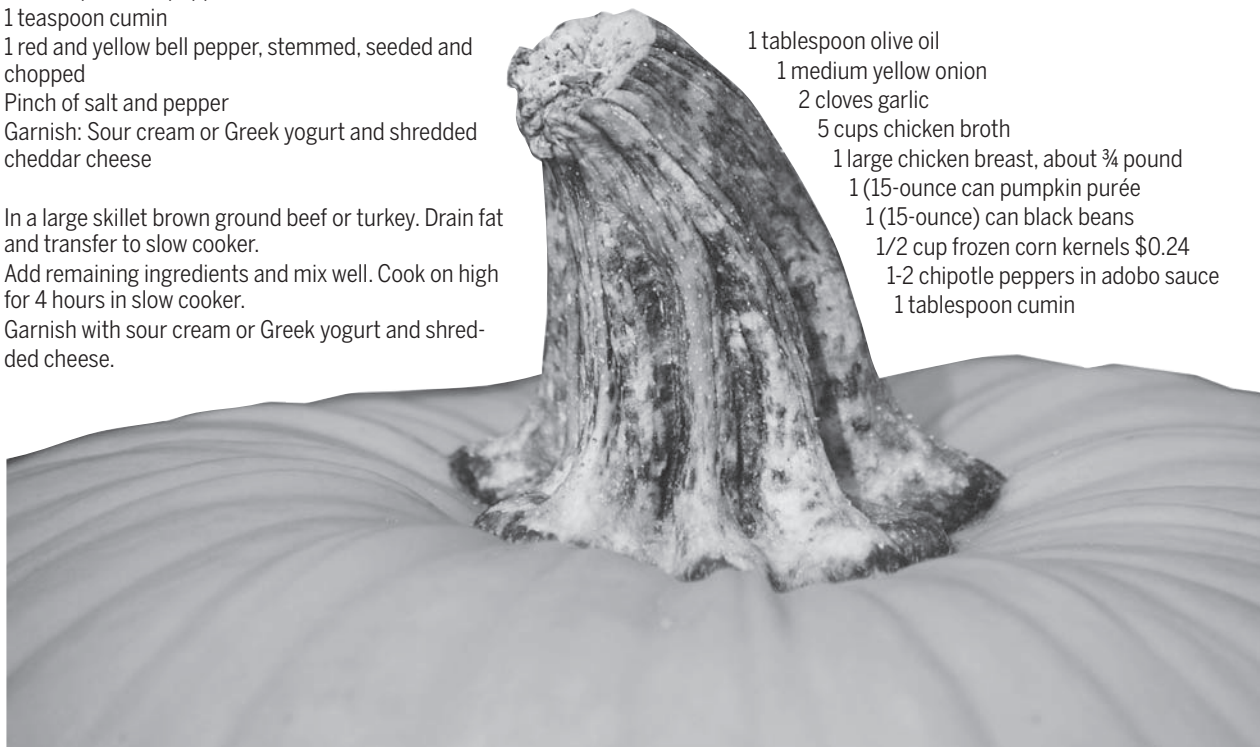 1 teaspoon cumin
1 red and yellow bell pepper, stemmed, seeded and
chopped
Pinch of salt and pepper
Garnish: Sour cream or Greek yogurt and shredded
cheddar cheese
In a large skillet brown ground beef or turkey. Drain fat
and transfer to slow cooker.
Add remaining ingredients and mix well. Cook on high
for 4 hours in slow cooker.
Garnish with sour cream or Greek yogurt and shred-
ded cheese.
1 tablespoon olive oil
1 medium yellow onion
2 cloves garlic
5 cups chicken broth
1 large chicken breast, about ¾ pound
1 (15-ounce can pumpkin purée
1 (15-ounce) can black beans
1/2 cup frozen corn kernels $0.24
1-2 chipotle peppers in adobo sauce
1 tablespoon cumin